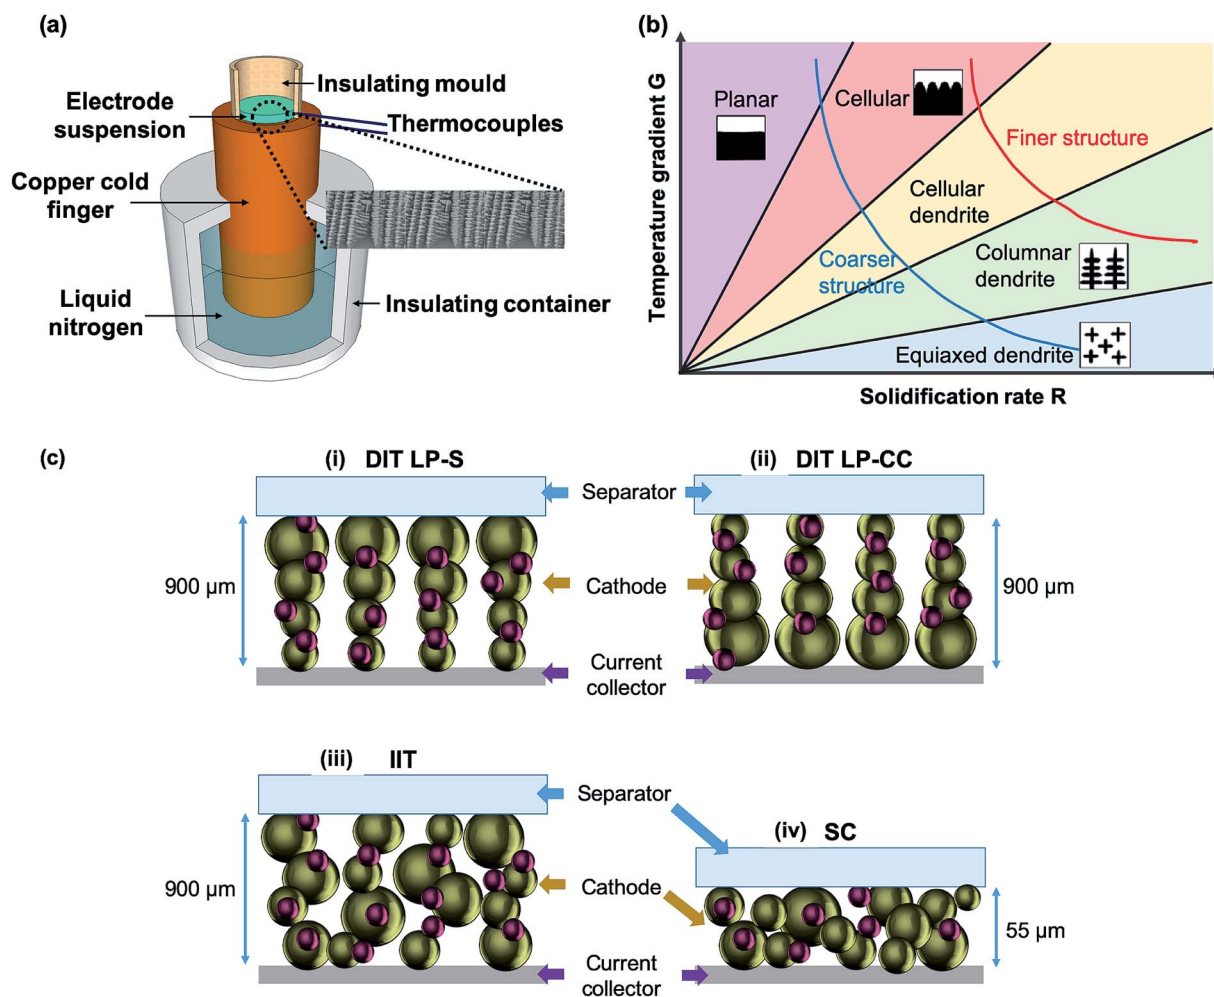 (a)
Insulating mould
Electrode
suspension
Thermocouples
Copper cold
finger
Liquid
nitrogen
Insulating container
(b)
Temperature gradient G
Planar
Cellular
Finer structure
Cellular
dendrite
Coarser
structure
Columnar
dendrite
Equiaxed dendrite
Solidification rate R
(c)
(i) DIT LP-S
(ii) DIT LP-CC
Separator
900 µm
Cathode
900 µm
Current
collector
(iii) IIT
Separator
(iv) SC
900 µm
Cathode
55 µm
Current
collector